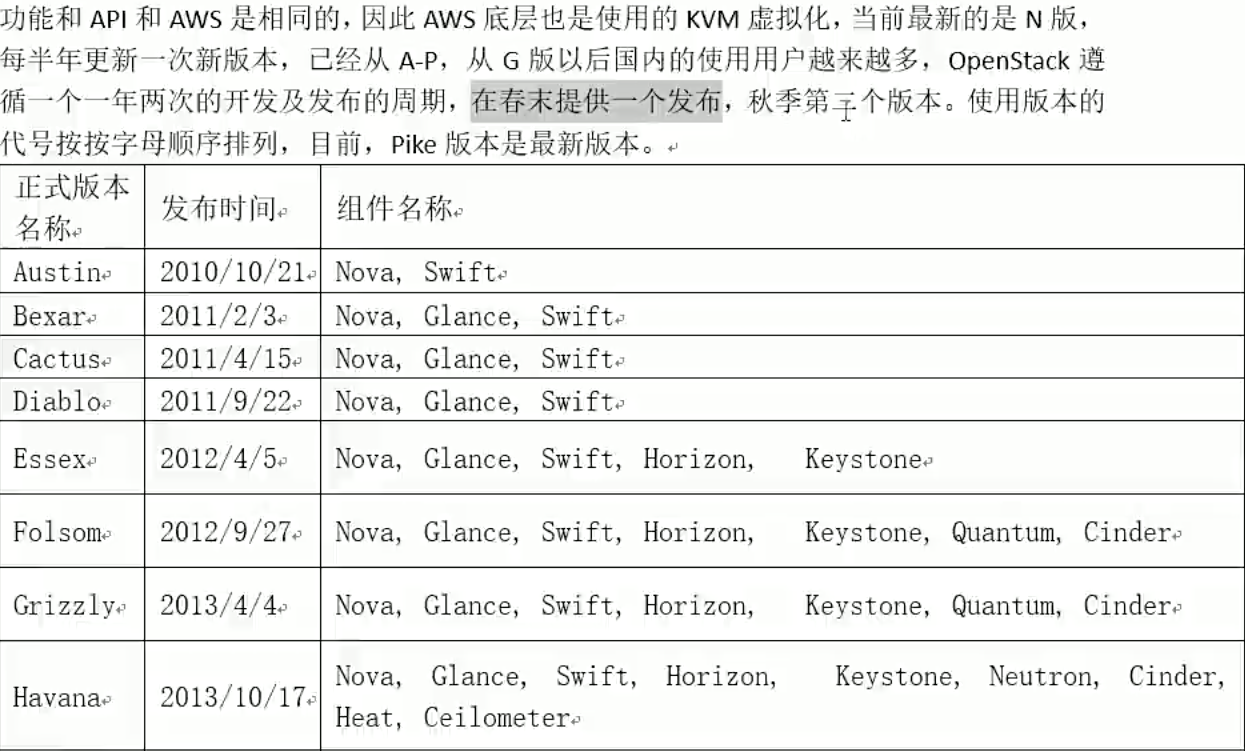 功能和 API 和 AWS 是相同的，因此 AWS 底层也是使用的 KVM 虚拟化，当前最新的是 N 版，
每半年更新一次新版本，已经从 A-P，从 G 版以后国内的使用用户越来越多，OpenStack 遵
循一个一年两次的开发及发布的周期，在春末提供一个发布，秋季第二个版本。使用版本的
代号按按字母顺序排列，目前，Pike 版本是最新版本。
正式版本
名称
发布时间
组件名称
Austin 2010/10/21 Nova, Swift
Bexar 2011/2/3 Nova, Glance, Swift
Cactus 2011/4/15 Nova, Glance, Swift
Diablo 2011/9/22 Nova, Glance, Swift
Essex 2012/4/5 Nova, Glance, Swift, Horizon, Keystone
Folsom 2012/9/27 Nova, Glance, Swift, Horizon, Keystone, Quantum, Cinder
Grizzly 2013/4/4 Nova, Glance, Swift, Horizon, Keystone, Quantum, Cinder
Havana 2013/10/17 Nova, Glance, Swift, Horizon, Keystone, Neutron, Cinder,
Heat, Ceilometer